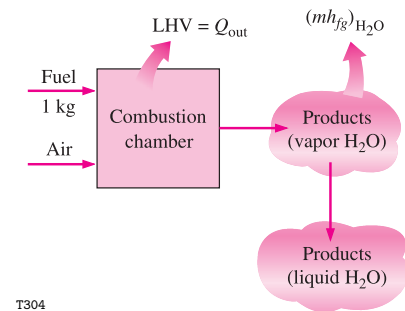 LHV = Q_out
(mh_fg)_H₂O
Fuel
1 kg
Air
Combustion
chamber
Products
(vapor H₂O)
Products
(liquid H₂O)
T304